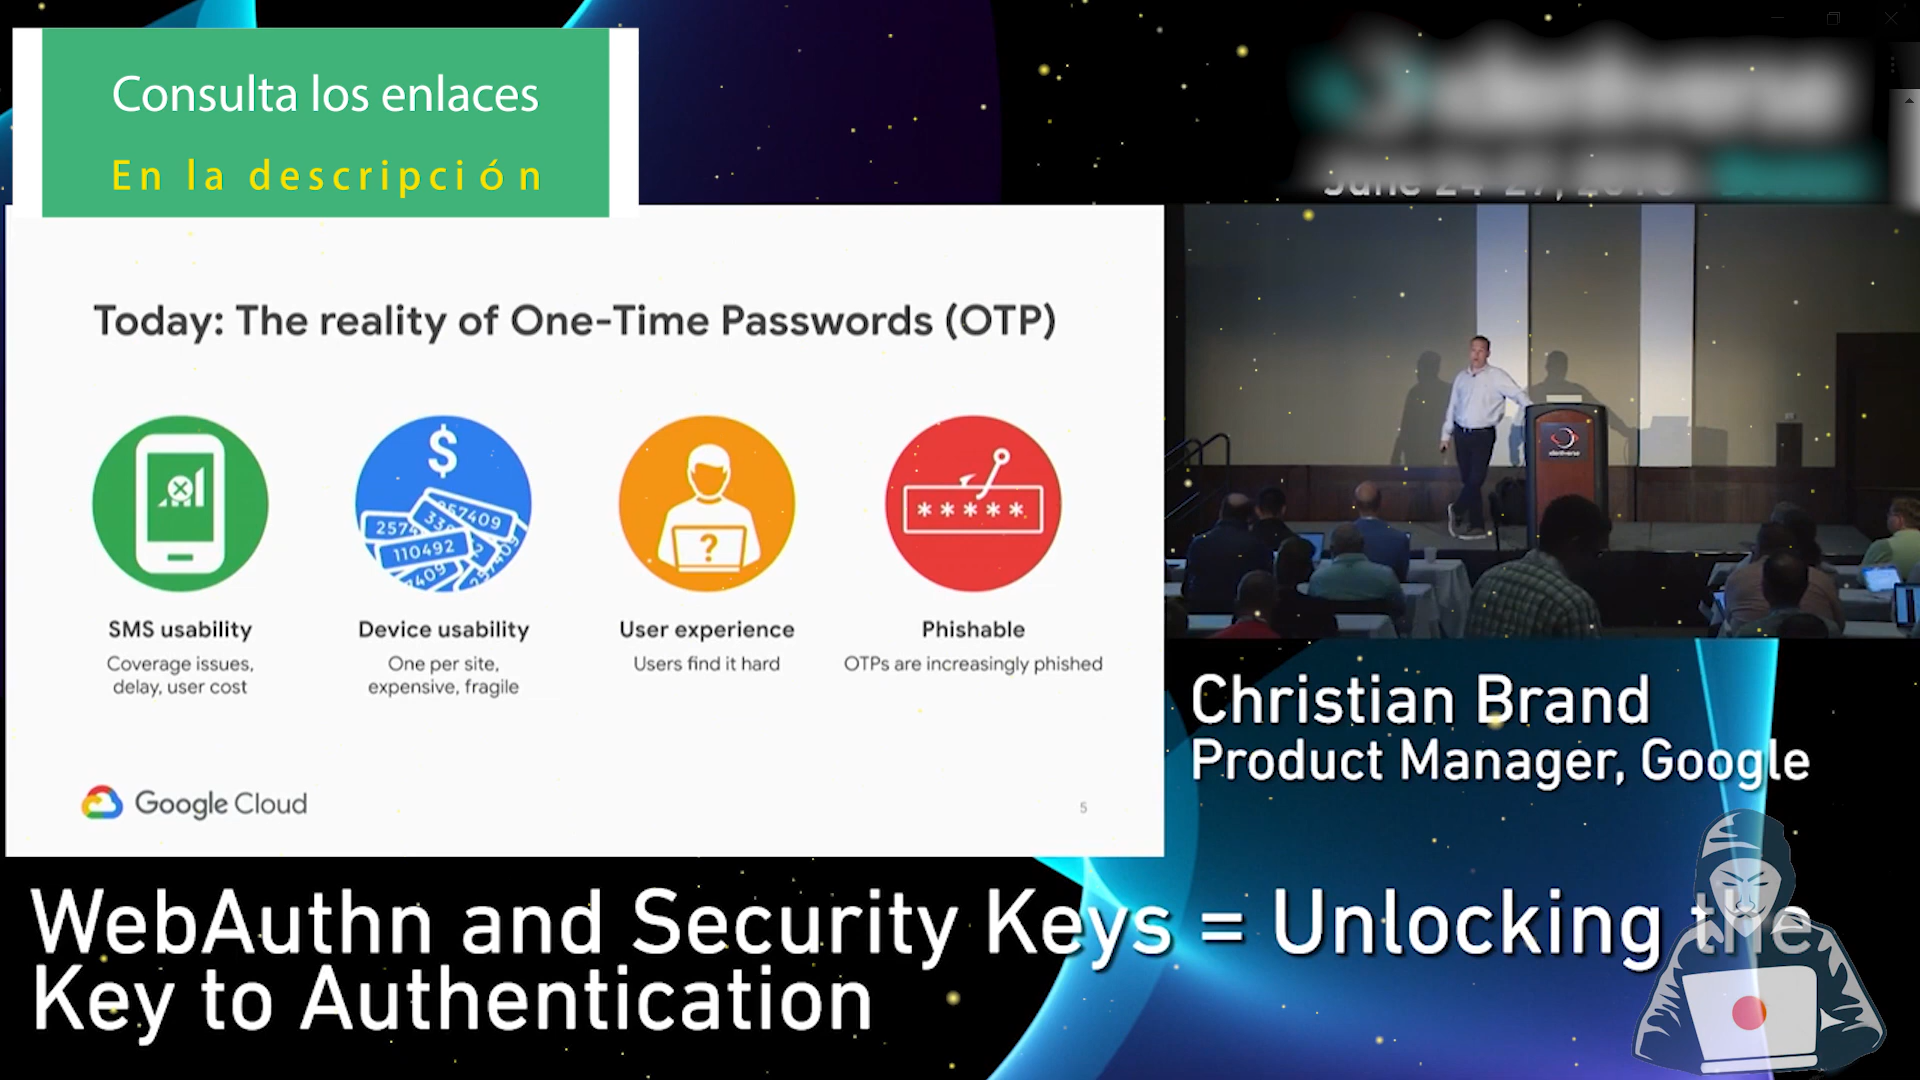 Consulta los enlaces
En la descripción
Today: The reality of One-Time Passwords (OTP)
$
257409
110492
?
*****
SMS usability
Coverage issues,
delay, user cost
Device usability
One per site,
expensive, fragile
User experience
Users find it hard
Phishable
OTPs are increasingly phished
Google Cloud
5
Christian Brand
Product Manager, Google
WebAuthn and Security Keys = Unlocking the
Key to Authentication